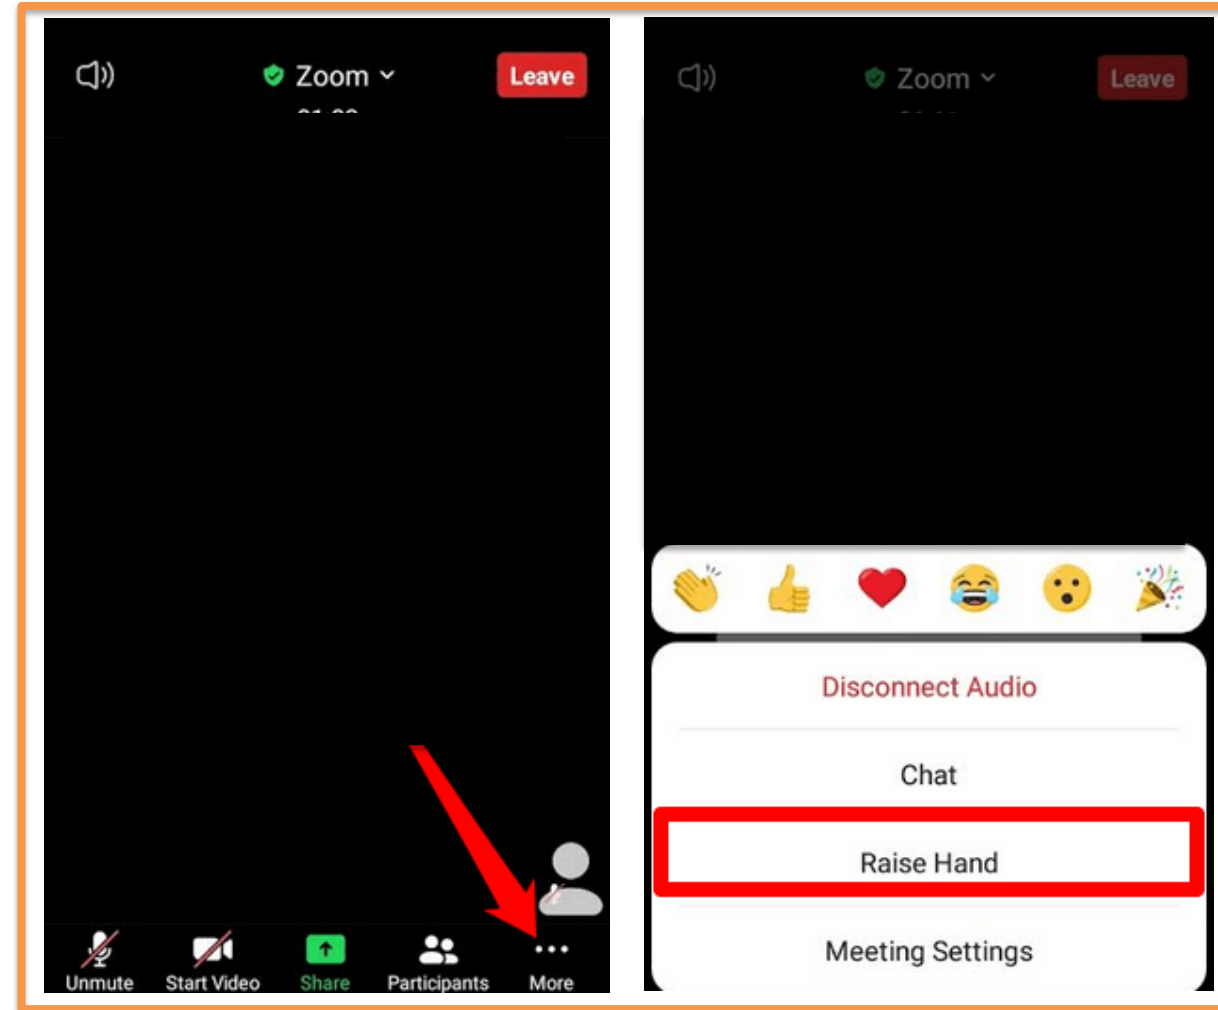 Zoom
Leave
Unmute
Start Video
Share
Participants
More
Zoom
Leave
Disconnect Audio
Chat
Raise Hand
Meeting Settings